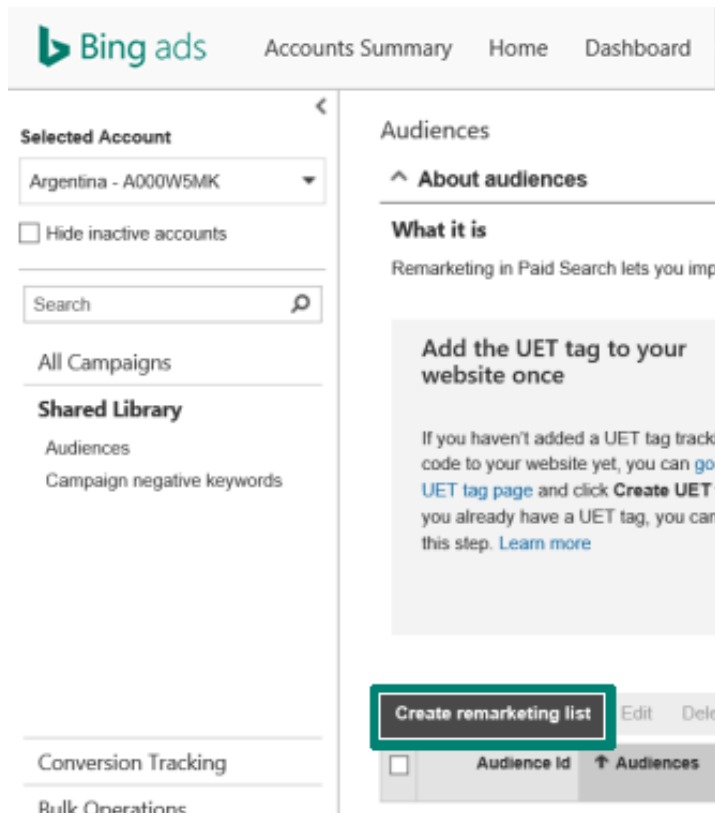 Bing ads
Accounts Summary Home Dashboard
Selected Account
Argentina - A000W5MK
Hide inactive accounts
Search
All Campaigns
Shared Library
Audiences
Campaign negative keywords
Conversion Tracking
Bulk Operations
Audiences
About audiences
What it is
Remarketing in Paid Search lets you imp
Add the UET tag to your
website once
If you haven't added a UET tag tracki
code to your website yet, you can go
UET tag page and click Create UET
you already have a UET tag, you can
this step. Learn more
Create remarketing list Edit Dele
Audience Id ↑ Audiences